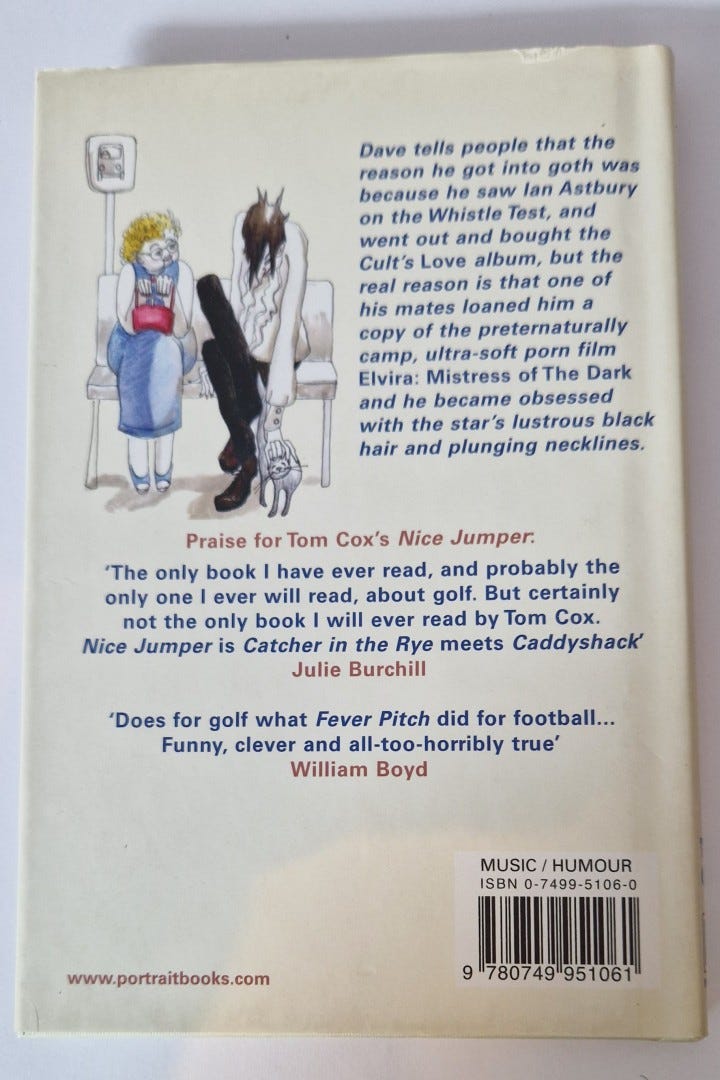 Dave tells people that the
reason he got into goth was
because he saw Ian Astbury
on the Whistle Test, and
went out and bought the
Cult's Love album, but the
real reason is that one of
his mates loaned him a
copy of the preternaturally
camp, ultra-soft porn film
Elvira: Mistress of The Dark
and he became obsessed
with the star's lustrous black
hair and plunging necklines.
Praise for Tom Cox's Nice Jumper:
'The only book I have ever read, and probably the
only one I ever will read, about golf. But certainly
not the only book I will ever read by Tom Cox.
Nice Jumper is Catcher in the Rye meets Caddyshack'
Julie Burchill
'Does for golf what Fever Pitch did for football...
Funny, clever and all-too-horribly true'
William Boyd
MUSIC / HUMOUR
ISBN 0-7499-5106-0
9 780749 951061
www.portraitbooks.com